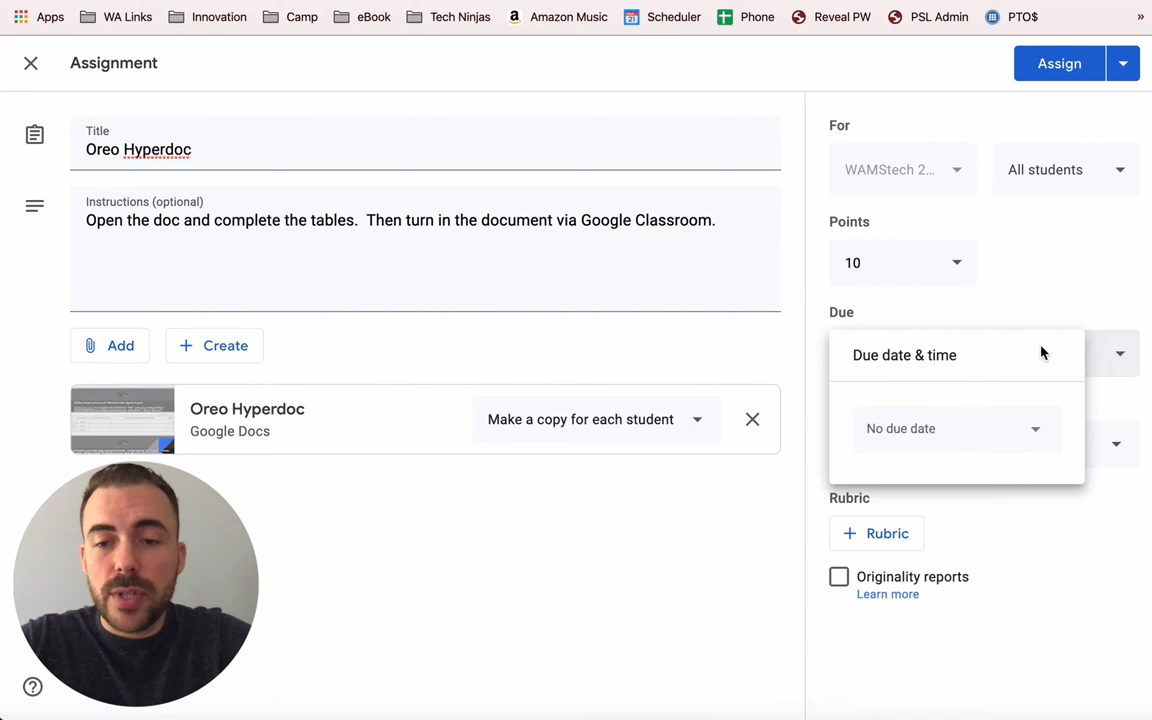 Apps WA Links Innovation Camp eBook Tech Ninjas Amazon Music Scheduler Phone Reveal PW PSL Admin PTO$ »
Assignment
Assign
Title
Oreo Hyperdoc
Instructions (optional)
Open the doc and complete the tables.  Then turn in the document via Google Classroom.
Add
Create
Oreo Hyperdoc
Google Docs
Make a copy for each student
For
WAMStech 2...
All students
Points
10
Due
Due date & time
No due date
Rubric
Rubric
Originality reports
Learn more